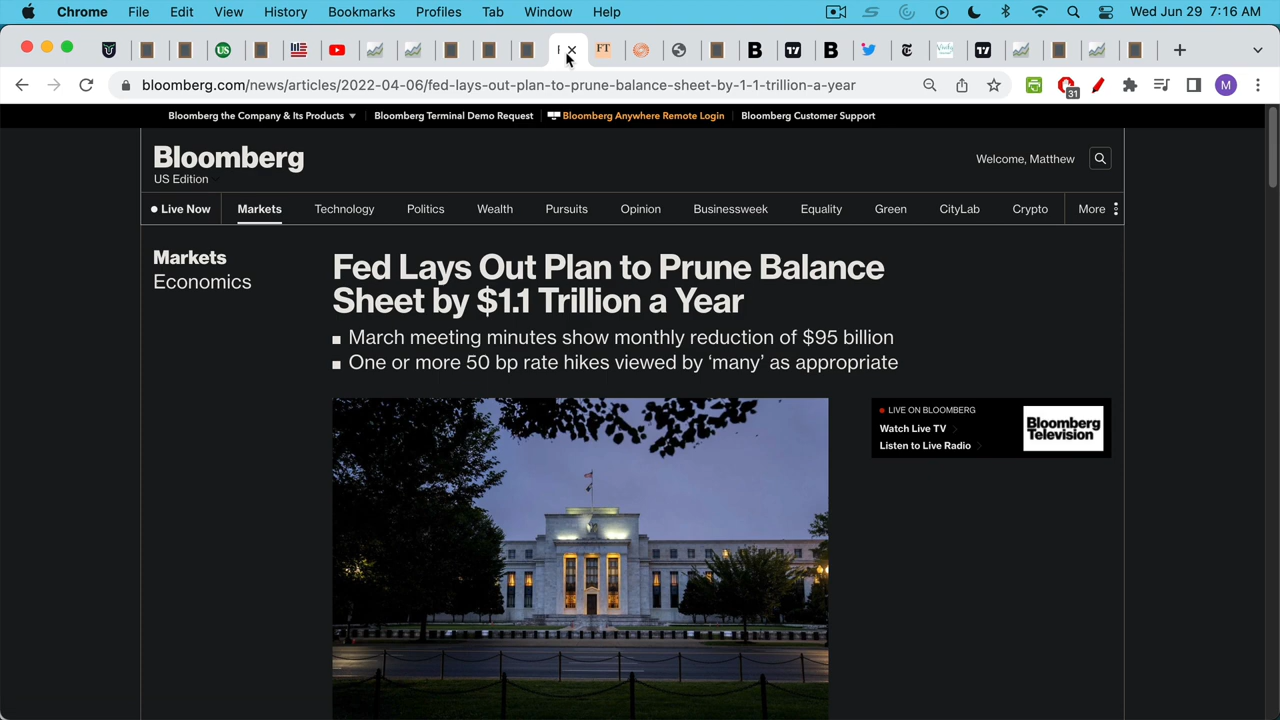 Chrome File Edit View History Bookmarks Profiles Tab Window Help Wed Jun 29 7:16 AM
US FT B B
bloomberg.com/news/articles/2022-04-06/fed-lays-out-plan-to-prune-balance-sheet-by-1-1-trillion-a-year 31 M
Bloomberg the Company & Its Products Bloomberg Terminal Demo Request Bloomberg Anywhere Remote Login Bloomberg Customer Support
Bloomberg
US Edition
Welcome, Matthew
Live Now Markets Technology Politics Wealth Pursuits Opinion Businessweek Equality Green CityLab Crypto More
Markets
Economics
Fed Lays Out Plan to Prune Balance
Sheet by $1.1 Trillion a Year
March meeting minutes show monthly reduction of $95 billion
One or more 50 bp rate hikes viewed by ‘many’ as appropriate
LIVE ON BLOOMBERG
Watch Live TV
Listen to Live Radio
Bloomberg
Television